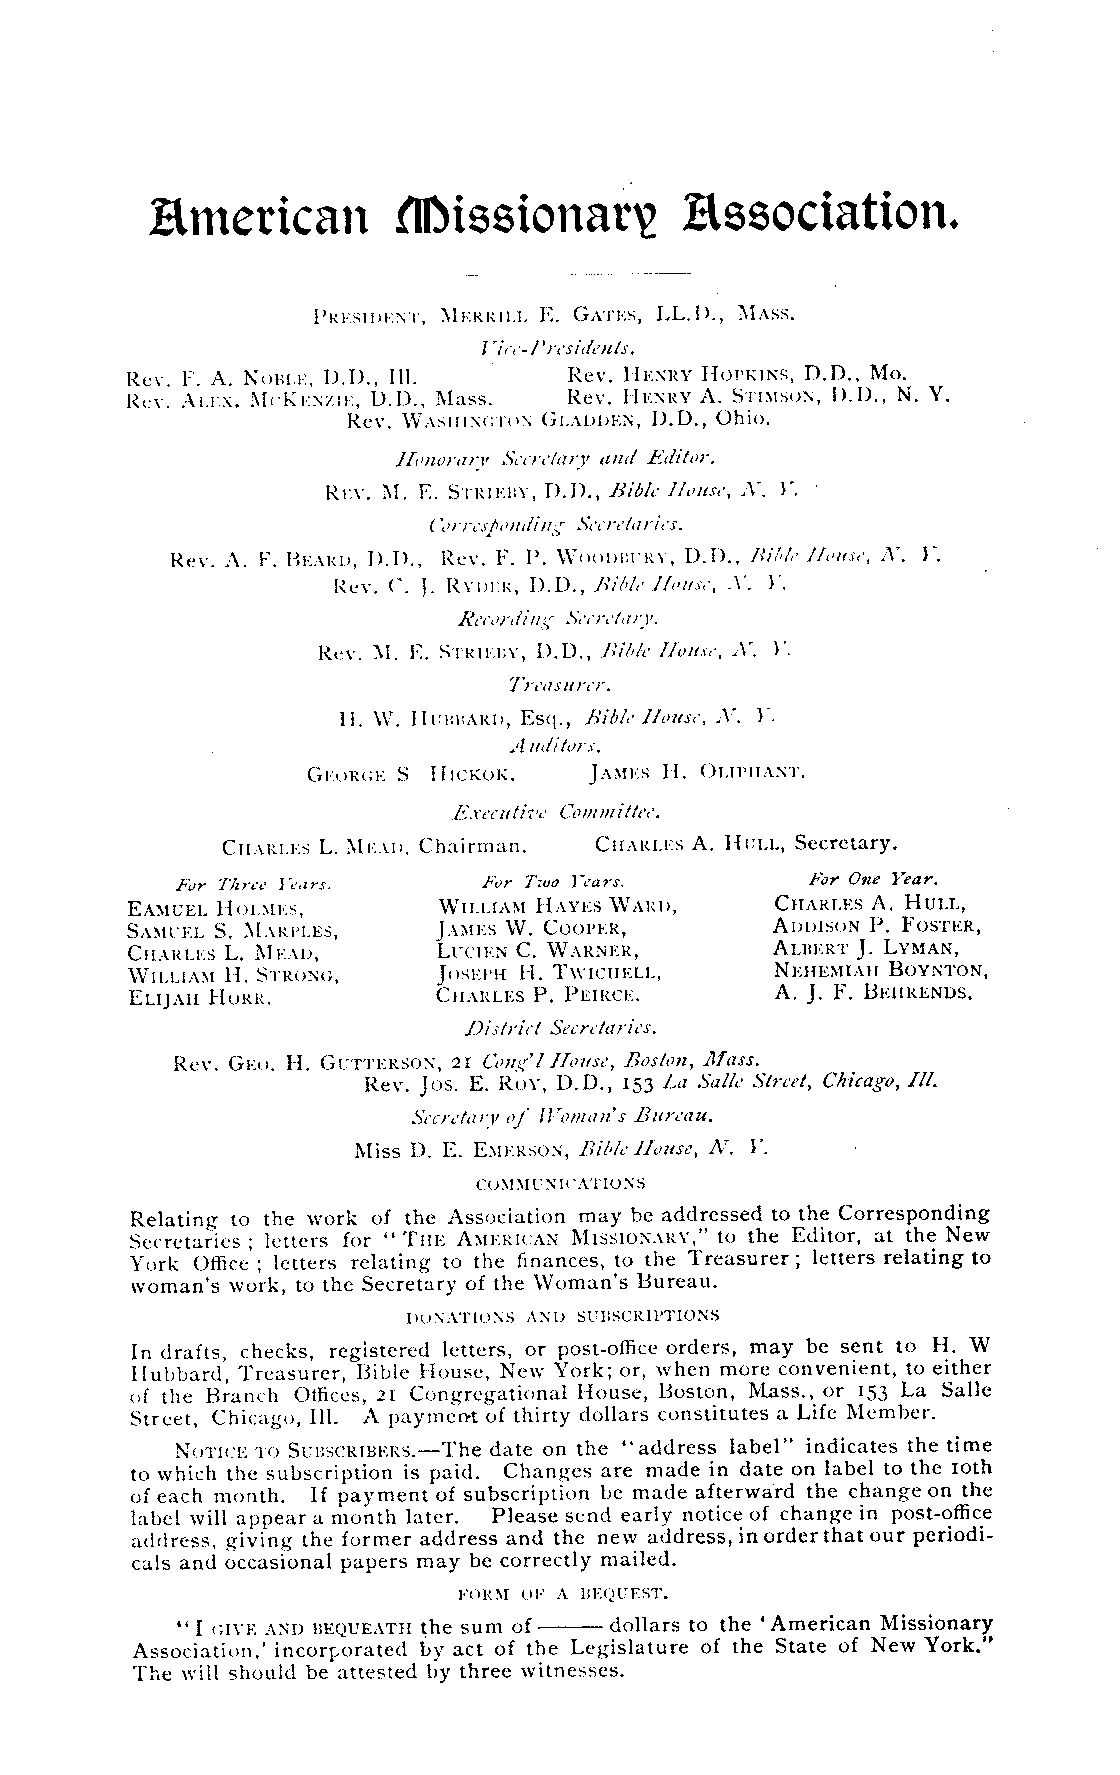 American Missionary Association.
PRESIDENT, MERRILL E. GATES, LL.D., MASS.
Vice-Presidents.
Rev. F. A. NOBLE, D.D., Ill. Rev. HENRY HOPKINS, D.D., Mo.
Rev. ALEX. MCKENZIE, D.D., Mass. Rev. HENRY A. STIMSON, D.D., N. Y.
Rev. WASHINGTON GLADDEN, D.D., Ohio.
Honorary Secretary and Editor.
REV. M. E. STRIEBY, D.D., Bible House, N. Y.
Corresponding Secretaries.
Rev. A. F. BEARD, D.D., Rev. F. P. WOODBURY, D.D., Bible House, N. Y.
Rev. C. J. RYDER, D.D., Bible House, N. Y.
Recording Secretary.
Rev. M. E. STRIEBY, D.D., Bible House, N. Y.
Treasurer.
H. W. HUBBARD, Esq., Bible House, N. Y.
Auditors.
GEORGE S HICKOK. JAMES H. OLIPHANT.
Executive Committee.
CHARLES L. MEAD, Chairman. CHARLES A. HULL, Secretary.
For Three Years. For Two Years. For One Year.
EAMUEL HOLMES, WILLIAM HAYES WARD, CHARLES A. HULL,
SAMUEL S. MARPLES, JAMES W. COOPER, ADDISON P. FOSTER,
CHARLES L. MEAD, LUCIEN C. WARNER, ALBERT J. LYMAN,
WILLIAM H. STRONG, JOSEPH H. TWICHELL, NEHEMIAH BOYNTON,
ELIJAH HORR. CHARLES P. PEIRCE. A. J. F. BEHRENDS.
District Secretaries.
Rev. GEO. H. GUTTERSON, 21 Cong'l House, Boston, Mass.
Rev. JOS. E. ROY, D.D., 153 La Salle Street, Chicago, Ill.
Secretary of Woman's Bureau.
Miss D. E. EMERSON, Bible House, N. Y.
COMMUNICATIONS
Relating to the work of the Association may be addressed to the Corresponding
Secretaries; letters for "THE AMERICAN MISSIONARY," to the Editor, at the New
York Office; letters relating to the finances, to the Treasurer; letters relating to
woman's work, to the Secretary of the Woman's Bureau.
DONATIONS AND SUBSCRIPTIONS
In drafts, checks, registered letters, or post-office orders, may be sent to H. W
Hubbard, Treasurer, Bible House, New York; or, when more convenient, to either
of the Branch Offices, 21 Congregational House, Boston, Mass., or 153 La Salle
Street, Chicago, Ill. A payment of thirty dollars constitutes a Life Member.
NOTICE TO SUBSCRIBERS.—The date on the "address label" indicates the time
to which the subscription is paid. Changes are made in date on label to the 10th
of each month. If payment of subscription be made afterward the change on the
label will appear a month later. Please send early notice of change in post-office
address, giving the former address and the new address, in order that our periodi-
cals and occasional papers may be correctly mailed.
FORM OF A BEQUEST.
"I GIVE AND BEQUEATH the sum of —— dollars to the 'American Missionary
Association,' incorporated by act of the Legislature of the State of New York."
The will should be attested by three witnesses.